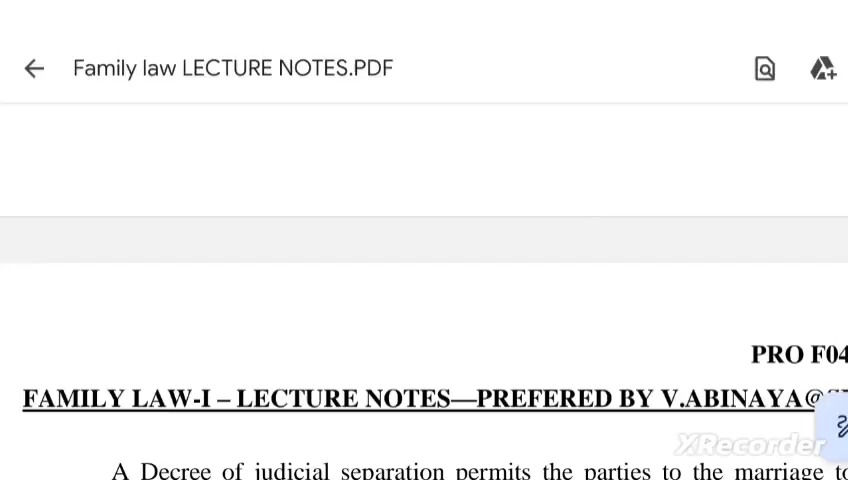 Family law LECTURE NOTES.PDF
PRO F04
FAMILY LAW-I – LECTURE NOTES—PREFERED BY V.ABINAYA@
XRecorder
A Decree of judicial separation permits the parties to the marriage to